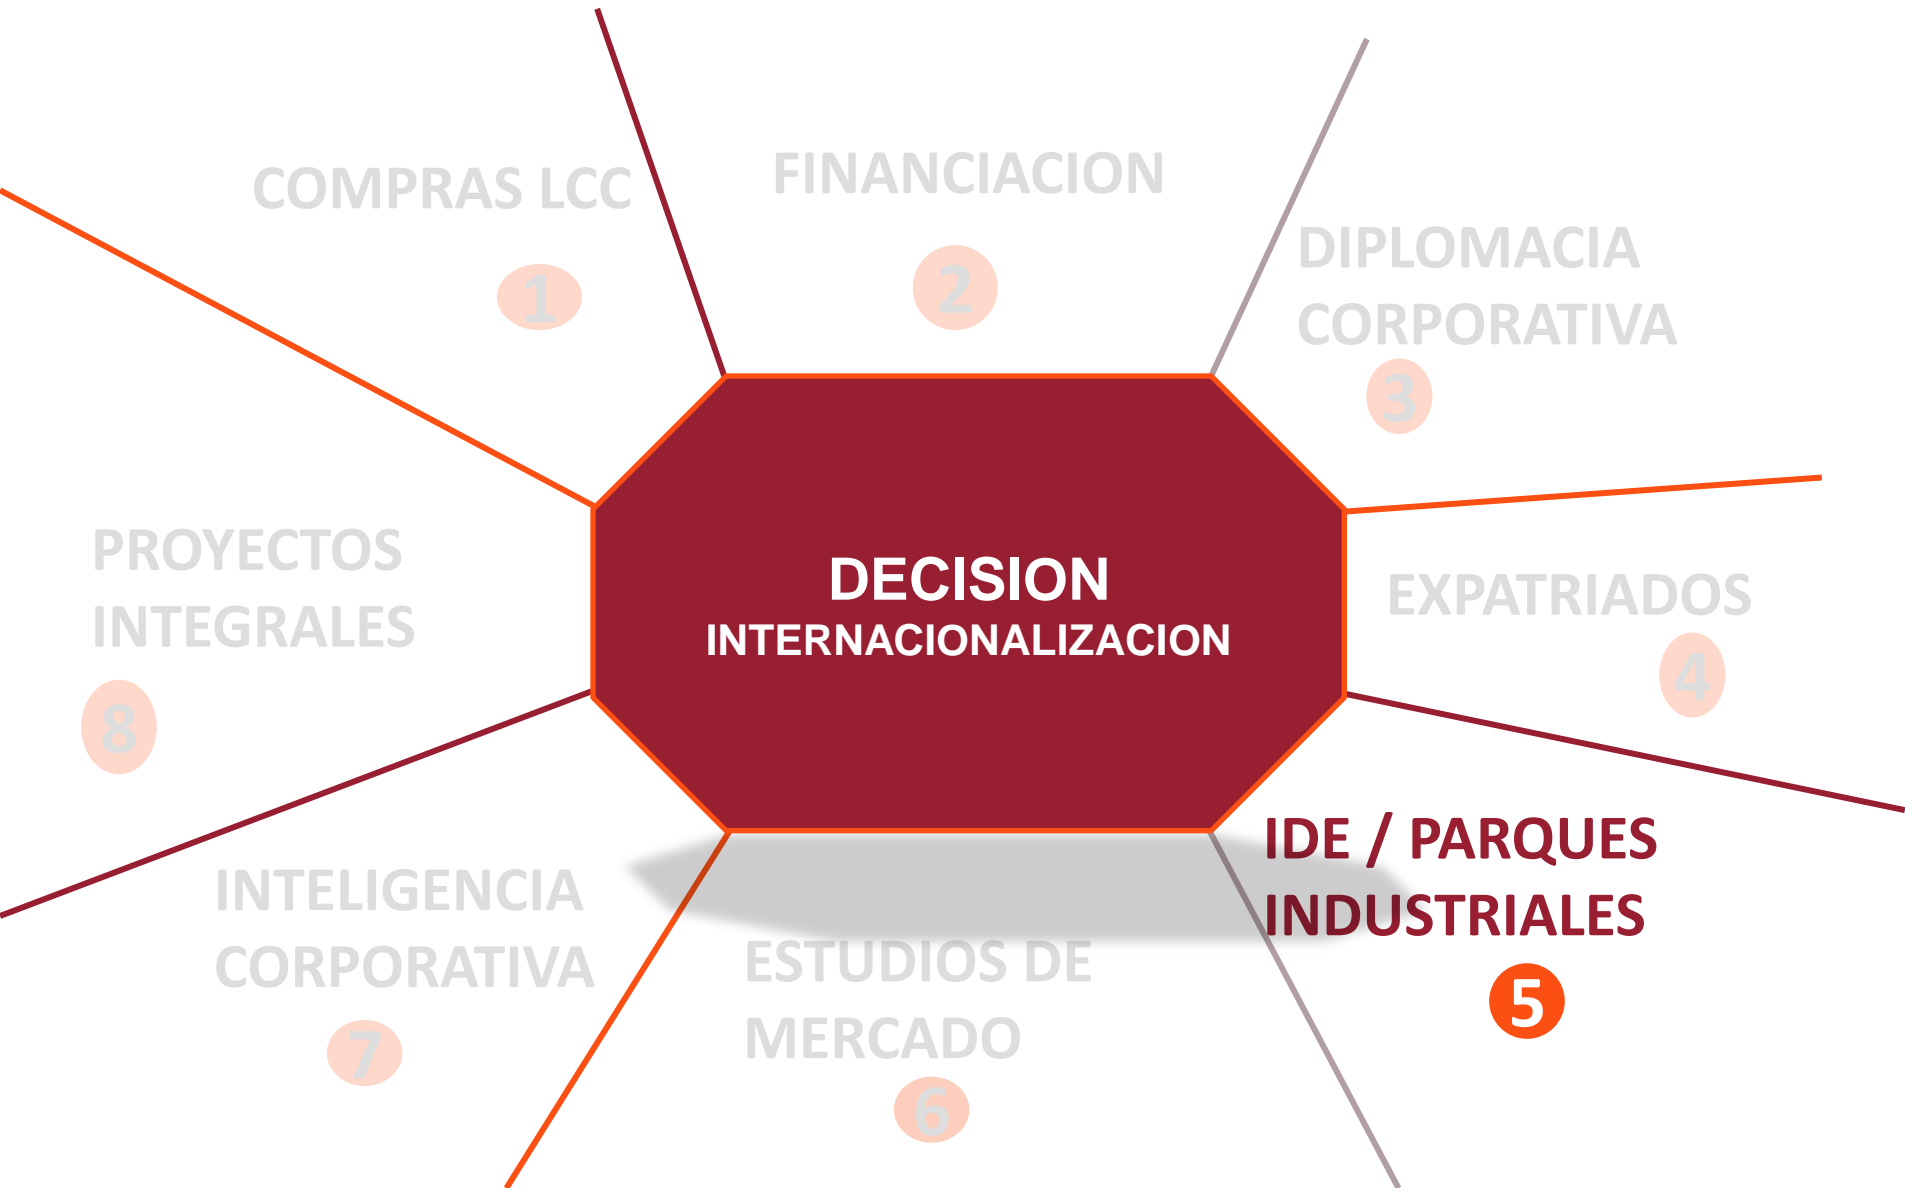 COMPRAS LCC
1
FINANCIACION
2
DIPLOMACIA
CORPORATIVA
3
EXPATRIADOS
4
IDE / PARQUES
INDUSTRIALES
5
ESTUDIOS DE
MERCADO
6
INTELIGENCIA
CORPORATIVA
7
PROYECTOS
INTEGRALES
8
DECISION
INTERNACIONALIZACION